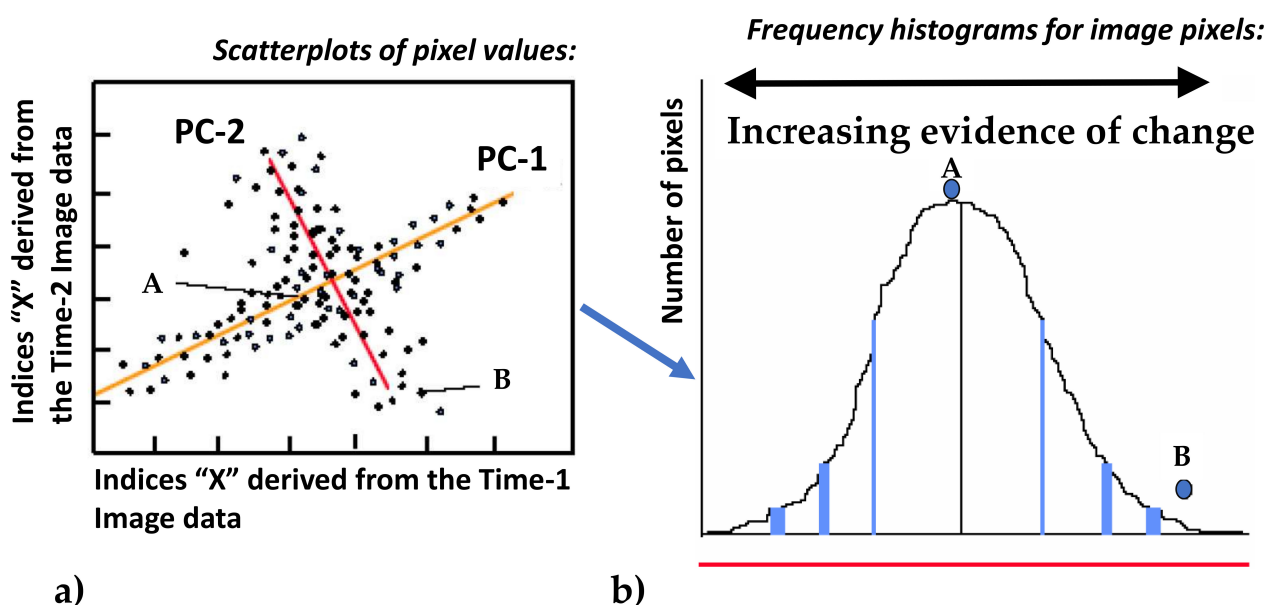 Scatterplots of pixel values:
Indices “X” derived from
the Time-2 Image data
PC-2
PC-1
A
B
Indices “X” derived from the Time-1
Image data
a)
Frequency histograms for image pixels:
Increasing evidence of change
Number of pixels
A
B
b)